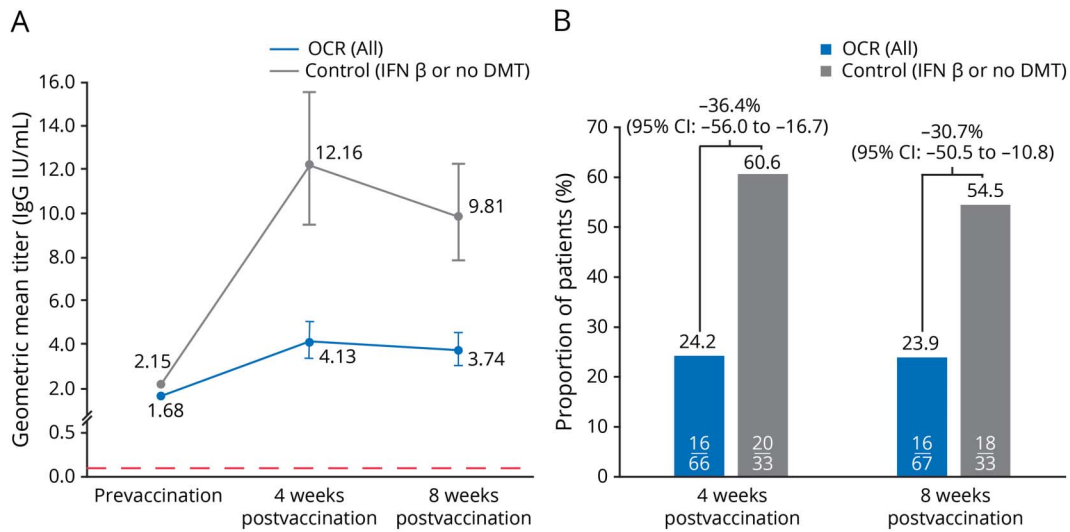 A
OCR (All)
Control (IFN β or no DMT)
Geometric mean titer (IgG IU/mL)
16.0
14.0
12.0
10.0
8.0
6.0
4.0
2.0
0.5
0.0
12.16
9.81
2.15
1.68
4.13
3.74
Prevaccination
4 weeks
postvaccination
8 weeks
postvaccination
B
OCR (All)
Control (IFN β or no DMT)
Proportion of patients (%)
70
60
50
40
30
20
10
0
–36.4%
(95% CI: –56.0 to –16.7)
–30.7%
(95% CI: –50.5 to –10.8)
24.2
60.6
23.9
54.5
16
66
20
33
16
67
18
33
4 weeks
postvaccination
8 weeks
postvaccination